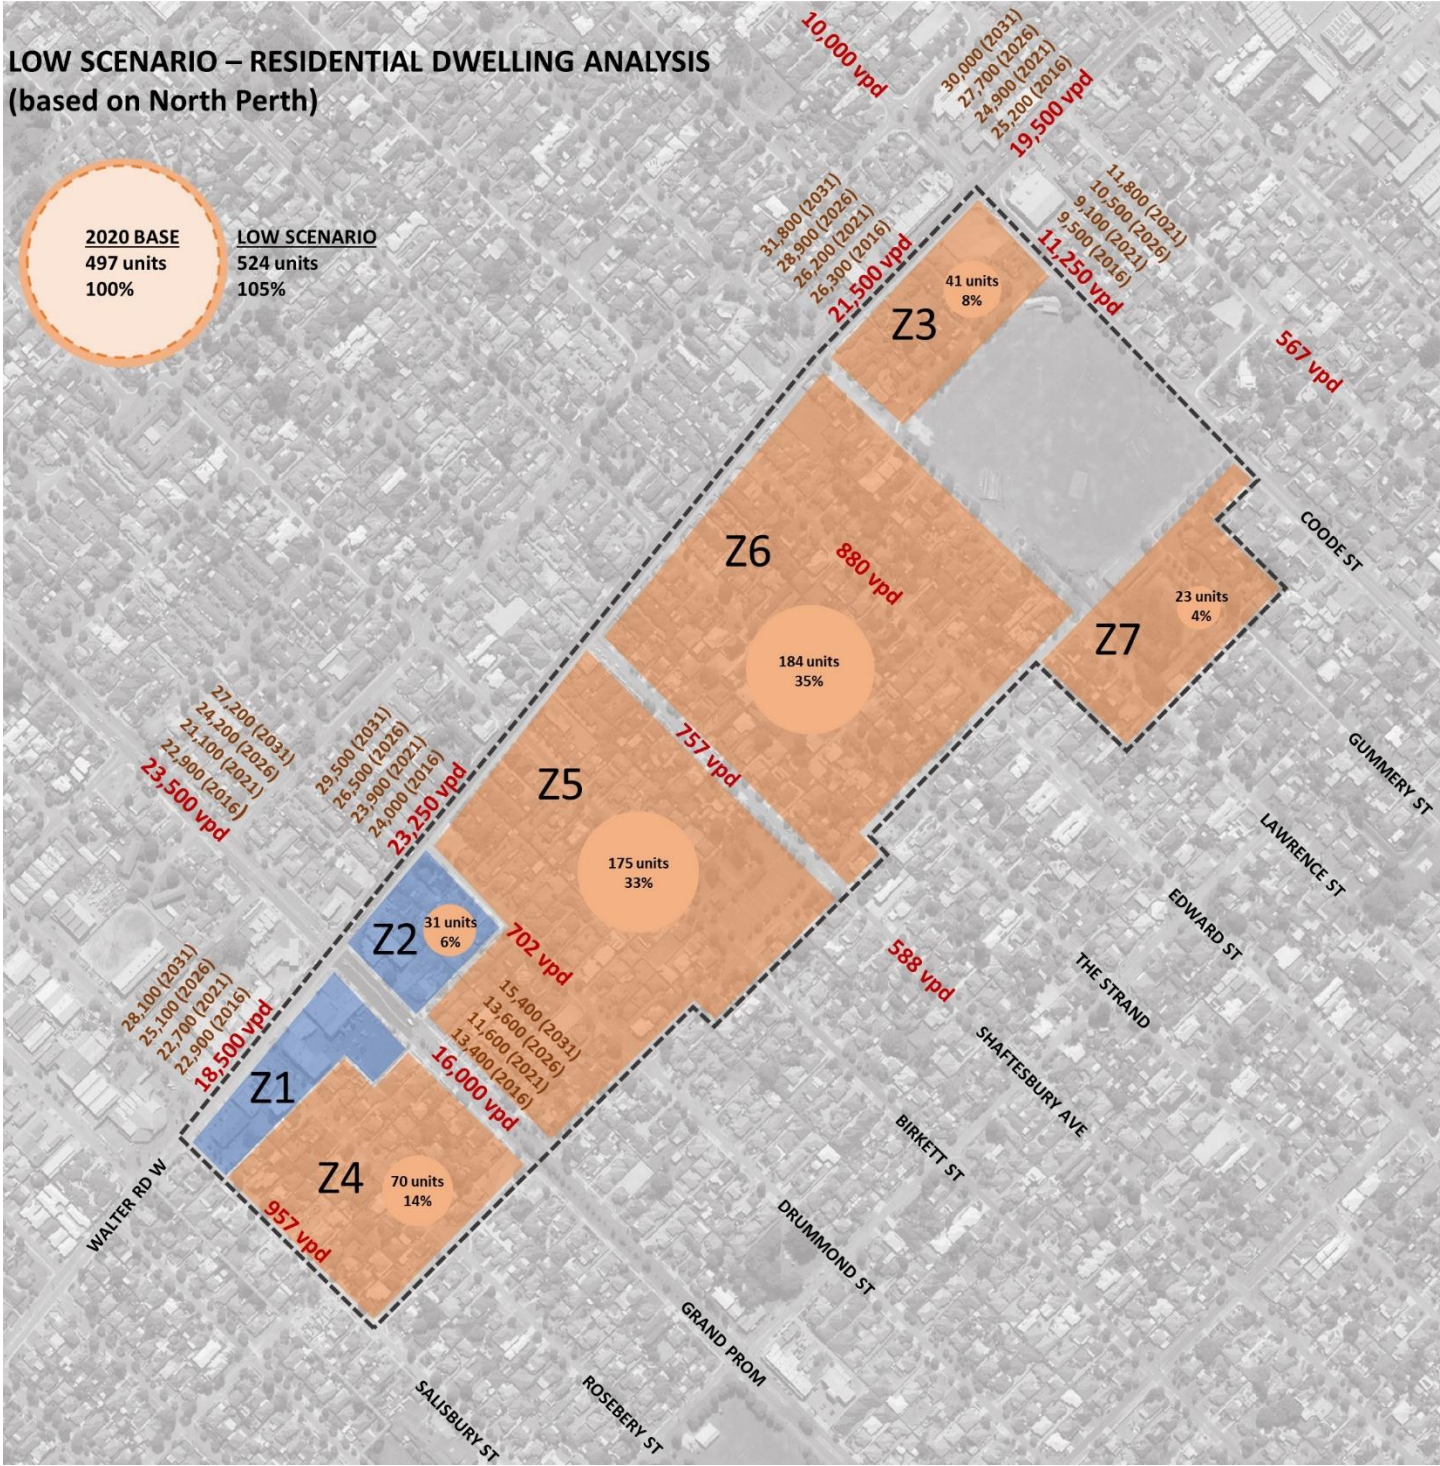 LOW SCENARIO – RESIDENTIAL DWELLING ANALYSIS
(based on North Perth)
2020 BASE
497 units
100%
LOW SCENARIO
524 units
105%
10,000 vpd
30,000 (2031)
27,700 (2026)
24,900 (2021)
25,200 (2016)
19,500 vpd
31,800 (2031)
28,900 (2026)
26,200 (2021)
26,300 (2016)
21,500 vpd
11,800 (2021)
10,500 (2026)
9,100 (2021)
9,500 (2016)
11,250 vpd
567 vpd
41 units
8%
Z3
COODE ST
Z6
880 vpd
184 units
35%
23 units
4%
Z7
GUMMERY ST
27,200 (2031)
24,200 (2026)
21,100 (2021)
22,900 (2016)
23,500 vpd
29,500 (2031)
26,500 (2026)
23,900 (2021)
24,000 (2016)
23,250 vpd
757 vpd
Z5
175 units
33%
LAWRENCE ST
EDWARD ST
Z2
31 units
6%
702 vpd
588 vpd
THE STRAND
28,100 (2031)
25,100 (2026)
22,700 (2021)
22,900 (2016)
18,500 vpd
15,400 (2031)
13,600 (2026)
11,600 (2021)
13,400 (2016)
16,000 vpd
SHAFTESBURY AVE
Z1
BIRKETT ST
Z4
70 units
14%
957 vpd
WALTER RD W
DRUMMOND ST
GRAND PROM
ROSEBERY ST
SALISBURY ST